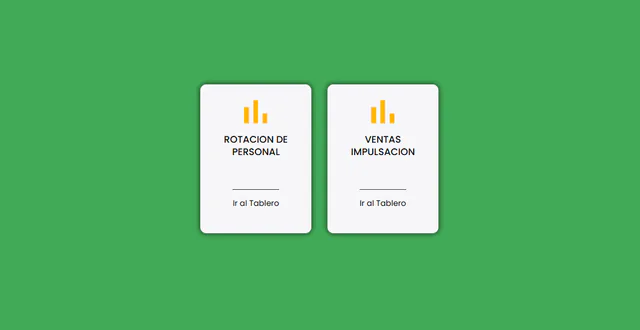 ROTACION DE
PERSONAL
Ir al Tablero
VENTAS
IMPULSACION
Ir al Tablero